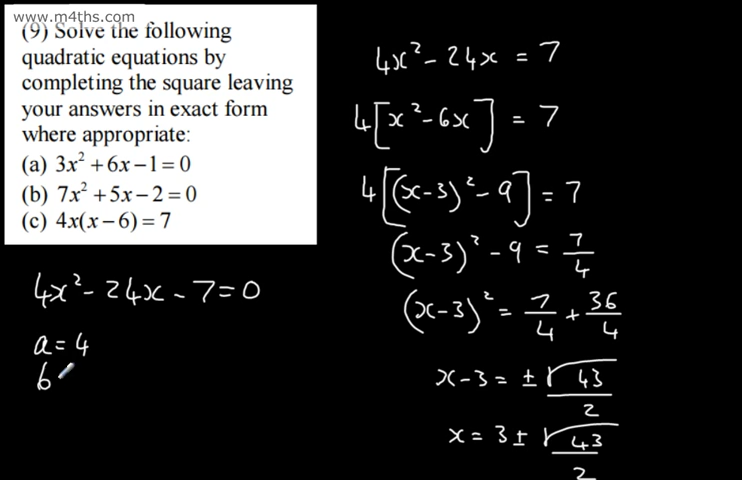 www.m4ths.com
(9) Solve the following
quadratic equations by
completing the square leaving
your answers in exact form
where appropriate:
(a) 3x² + 6x − 1 = 0
(b) 7x² + 5x − 2 = 0
(c) 4x(x − 6) = 7
4x² - 24x - 7 = 0
a = 4
b
4x² - 24x = 7
4[x² - 6x] = 7
4[(x-3)² - 9] = 7
(x-3)² - 9 = 7/4
(x-3)² = 7/4 + 36/4
x-3 = ± √43/2
x = 3 ± √43/2